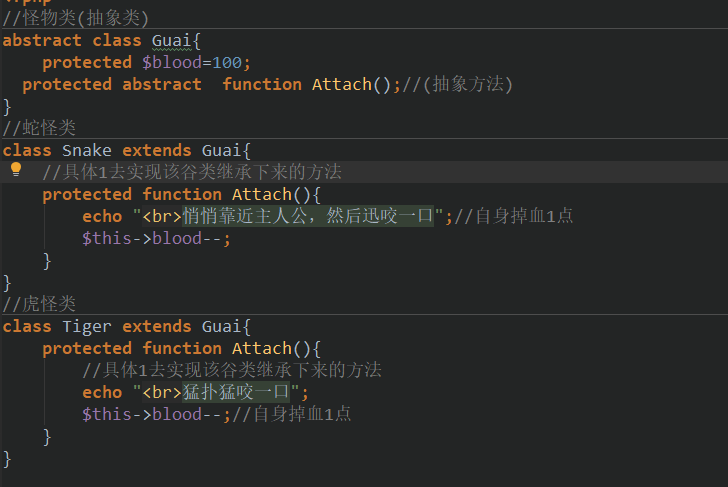 <?php
//怪物类(抽象类)
abstract class Guai{
    protected $blood=100;
  protected abstract  function Attach();//(抽象方法)
}
//蛇怪类
class Snake extends Guai{
    //具体1去实现该谷类继承下来的方法
    protected function Attach(){
        echo "<br>悄悄靠近主人公，然后迅咬一口";//自身掉血1点
        $this->blood--;
    }
}
//虎怪类
class Tiger extends Guai{
    protected function Attach(){
        //具体1去实现该谷类继承下来的方法
        echo "<br>猛扑猛咬一口";
        $this->blood--;//自身掉血1点
    }
}